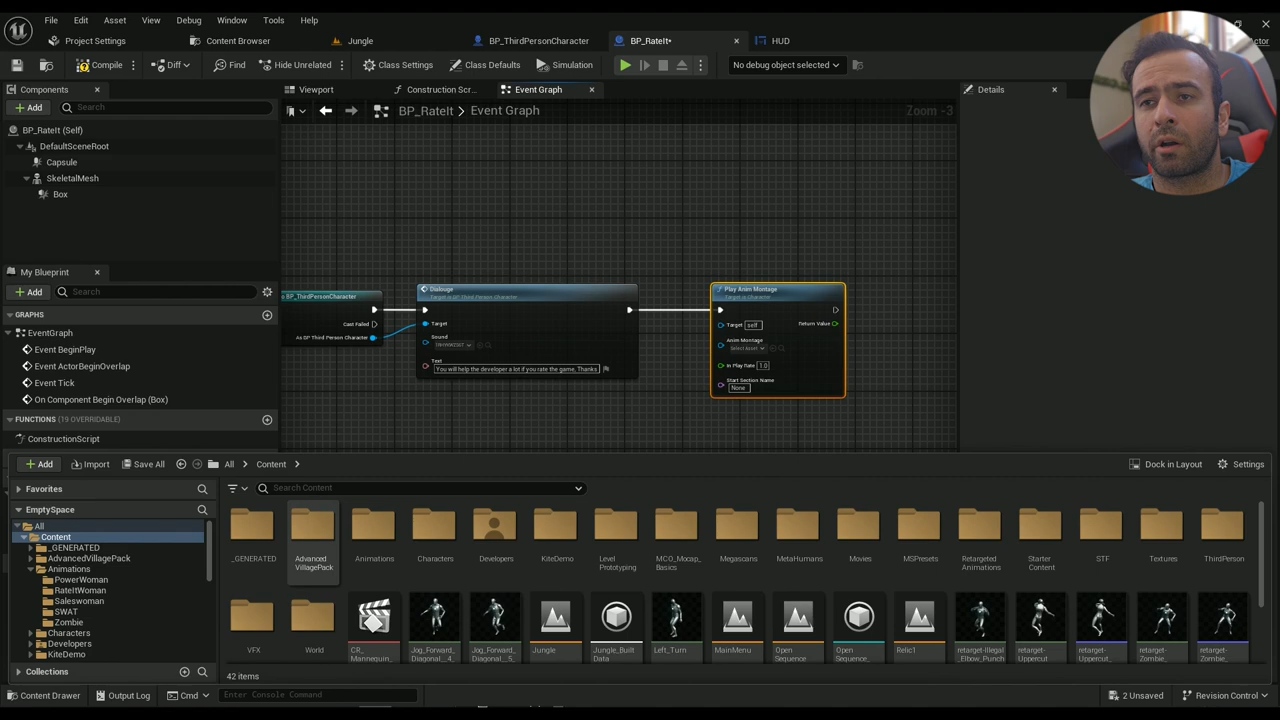 File Edit Asset View Debug Window Tools Help
Project Settings Content Browser Jungle BP_ThirdPersonCharacter BP_RateIt• HUD
Compile Diff Find Hide Unrelated Class Settings Class Defaults Simulation No debug object selected
Components Viewport Construction Scr... Event Graph Details
Add Search
BP_RateIt > Event Graph Zoom -3
BP_RateIt (Self)
DefaultSceneRoot
Capsule
SkeletalMesh
Box
My Blueprint
Add Search
GRAPHS
EventGraph
Event BeginPlay
Event ActorBeginOverlap
Event Tick
On Component Begin Overlap (Box)
FUNCTIONS (19 OVERRIDABLE)
ConstructionScript
BP_ThirdPersonCharacter
Cast Failed
As BP Third Person Character
Dialouge
Target is BP Third Person Character
Target
Sound
Text
You will help the developer a lot if you rate the game, Thanks
Play Anim Montage
Target is Character
Target self Return Value
Anim Montage
Select Asset
In Play Rate 1.0
Start Section Name
None
Add Import Save All All > Content > Dock in Layout Settings
Favorites
Search Content
EmptySpace
All
Content
_GENERATED
AdvancedVillagePack
Animations
PowerWoman
RateItWoman
Saleswoman
SWAT
Zombie
Characters
Developers
KiteDemo
Collections
_GENERATED Advanced VillagePack Animations Characters Developers KiteDemo Level Prototyping MCO_Mocap_Basics Megascans MetaHumans Movies MSPresets Retargeted Animations Starter Content STF Textures ThirdPerson
VFX World CR_Mannequin_ Jog_Forward_Diagonal__4_ Jog_Forward_Diagonal__5_ Jungle Jungle_Built Data Left_Turn MainMenu Open Sequence Open Sequence_ Relic1 retarget-Illegal_Elbow_Punch retarget-Uppercut retarget-Uppercut_ retarget-Zombie_ retarget-Zombie_
42 items
Content Drawer Output Log Cmd Enter Console Command 2 Unsaved Revision Control